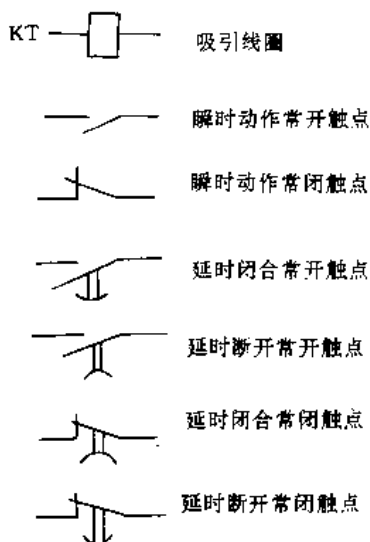 KT 吸引线圈
瞬时动作常开触点
瞬时动作常闭触点
延时闭合常开触点
延时断开常开触点
延时闭合常闭触点
延时断开常闭触点